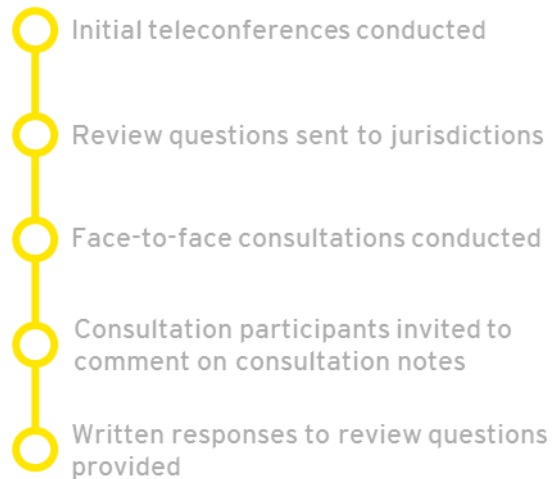 Initial teleconferences conducted
Review questions sent to jurisdictions
Face-to-face consultations conducted
Consultation participants invited to
comment on consultation notes
Written responses to review questions
provided